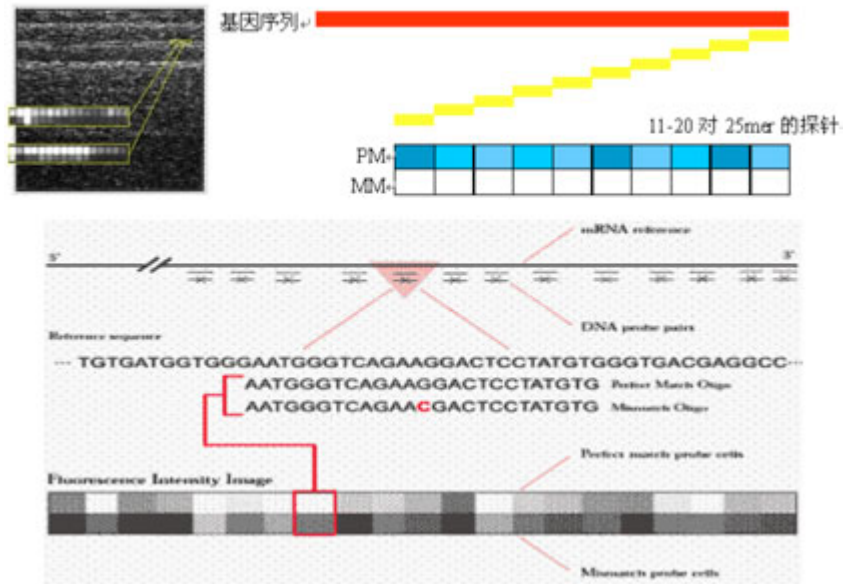 基因序列
11-20 对 25mer 的探针
PM
MM
mRNA reference
5'
3'
DNA probe pairs
Reference sequence
··· TGTGATGGTGGGAATGGGTCAGAAGGACTCCTATGTGGGTGACGAGGCC ···
AATGGGTCAGAAGGACTCCTATGTG Perfect Match Oligo
AATGGGTCAGAACGACTCCTATGTG Mismatch Oligo
Perfect match probe cells
Fluorescence Intensity Image
Mismatch probe cells